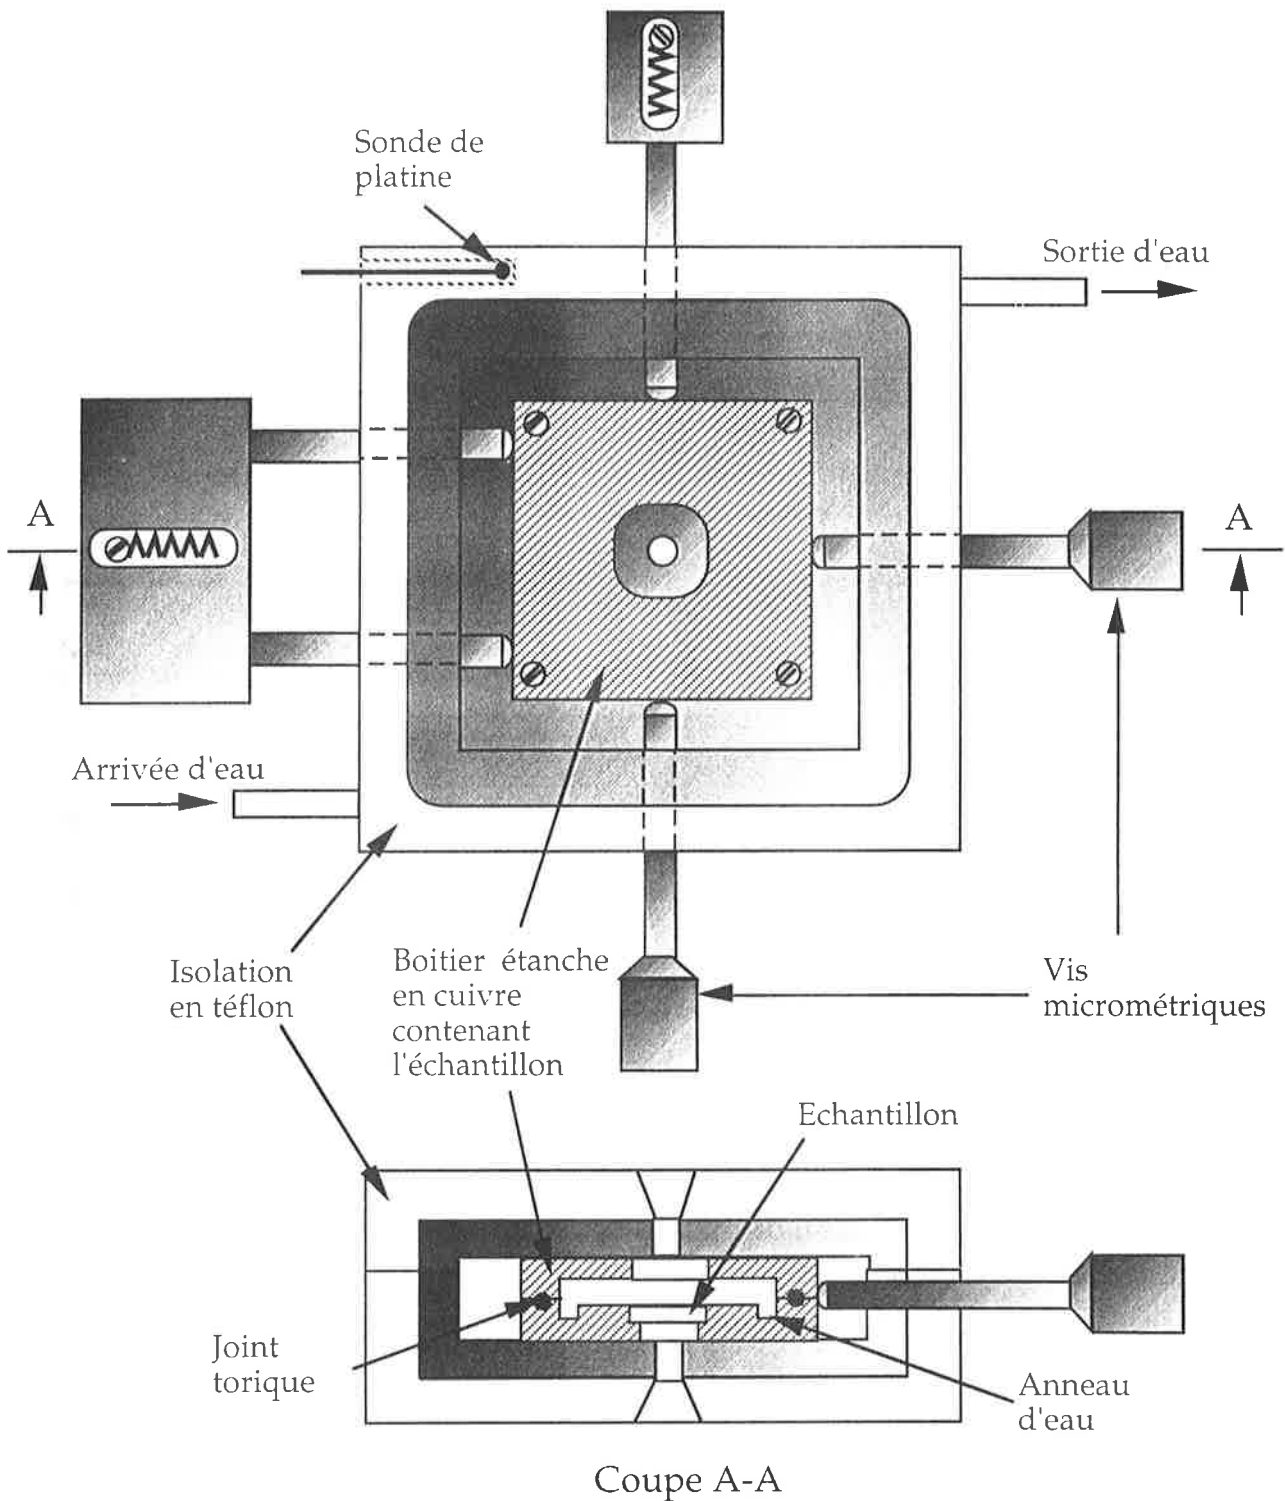 Sonde de
platine
Sortie d'eau
A
A
Arrivée d'eau
Isolation
en téflon
Boitier étanche
en cuivre
contenant
l'échantillon
Vis
micrométriques
Echantillon
Joint
torique
Anneau
d'eau
Coupe A-A